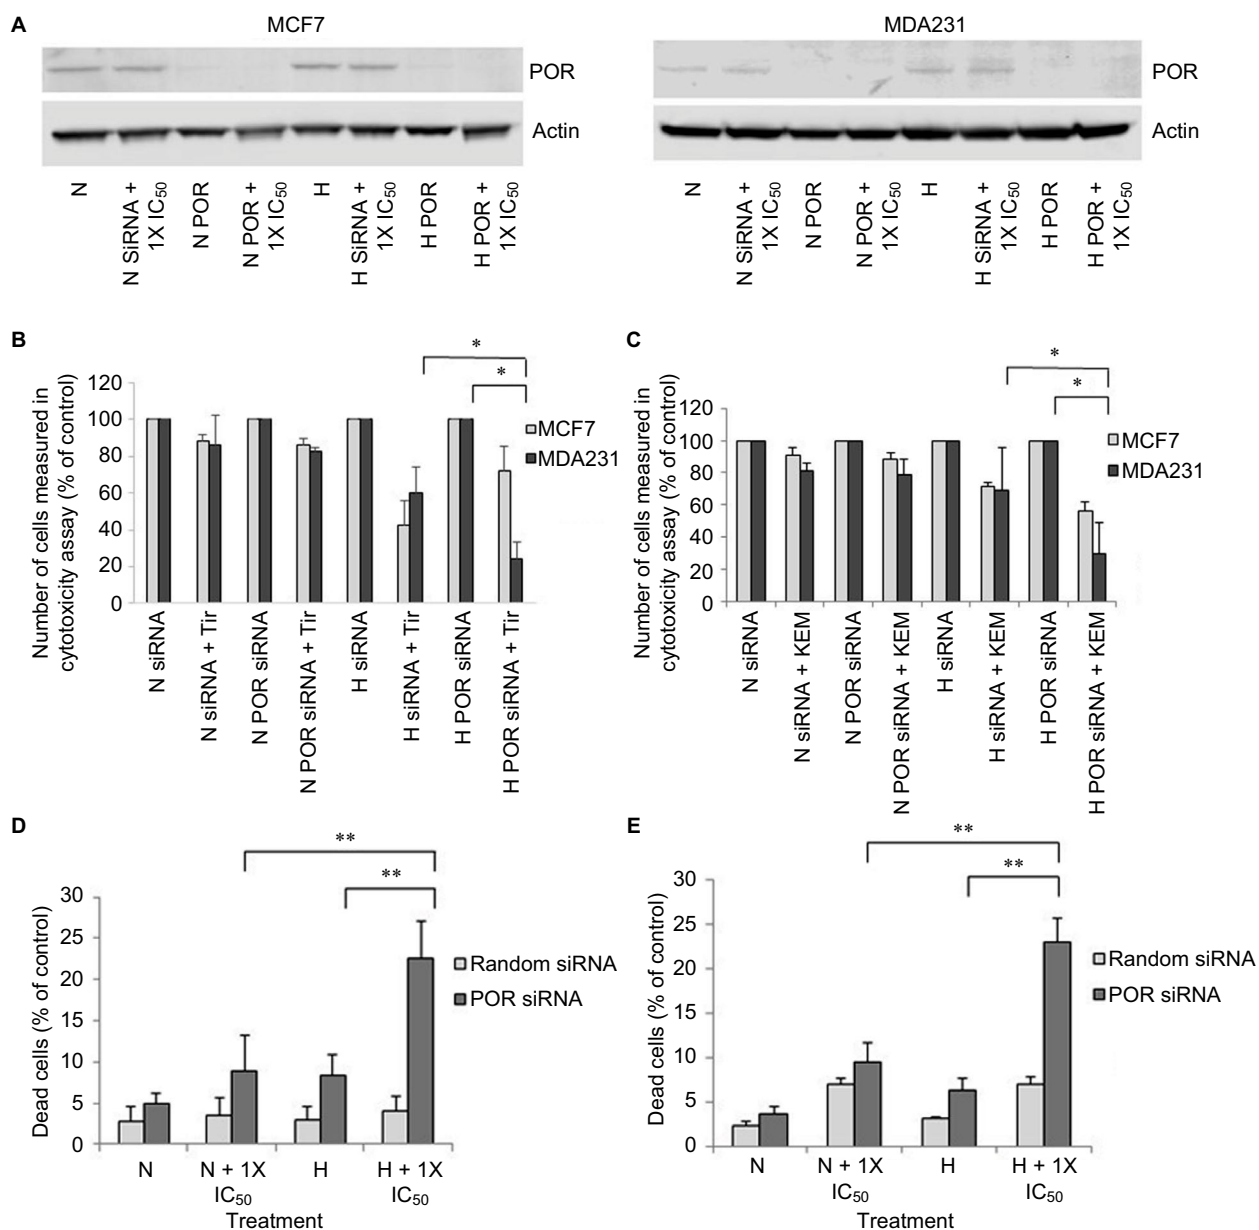 A
MCF7
MDA231
POR
Actin
POR
Actin
N
N SiRNA +
1X IC50
N POR
N POR +
1X IC50
H
H SiRNA +
1X IC50
H POR
H POR +
1X IC50
N
N SiRNA +
1X IC50
N POR
N POR +
1X IC50
H
H SiRNA +
1X IC50
H POR
H POR +
1X IC50
B
Number of cells measured in
cytotoxicity assay (% of control)
120
100
80
60
40
20
0
*
*
MCF7
MDA231
N siRNA
N siRNA + Tir
N POR siRNA
N POR siRNA + Tir
H siRNA
H siRNA + Tir
H POR siRNA
H POR siRNA + Tir
C
Number of cells measured in
cytotoxicity assay (% of control)
120
100
80
60
40
20
0
*
*
MCF7
MDA231
N siRNA
N siRNA + KEM
N POR siRNA
N POR siRNA + KEM
H siRNA
H siRNA + KEM
H POR siRNA
H POR siRNA + KEM
D
Dead cells (% of control)
30
25
20
15
10
5
0
**
**
Random siRNA
POR siRNA
N
N + 1X
IC50
H
H + 1X
IC50
Treatment
E
Dead cells (% of control)
30
25
20
15
10
5
0
**
**
Random siRNA
POR siRNA
N
N + 1X
IC50
H
H + 1X
IC50
Treatment